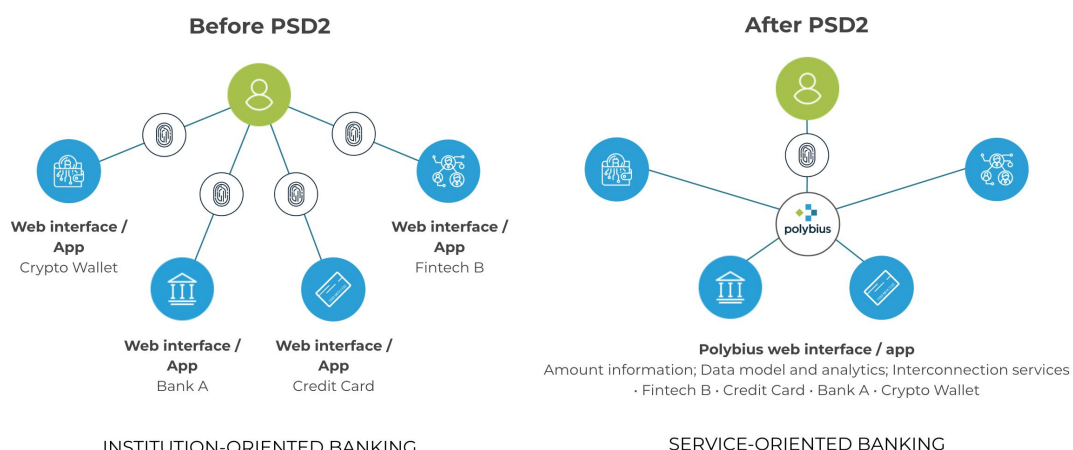 Before PSD2
Web interface /
App
Crypto Wallet
Web interface /
App
Fintech B
Web interface /
App
Bank A
Web interface /
App
Credit Card
INSTITUTION-ORIENTED BANKING
After PSD2
polybius
Polybius web interface / app
Amount information; Data model and analytics; Interconnection services
· Fintech B · Credit Card · Bank A · Crypto Wallet
SERVICE-ORIENTED BANKING